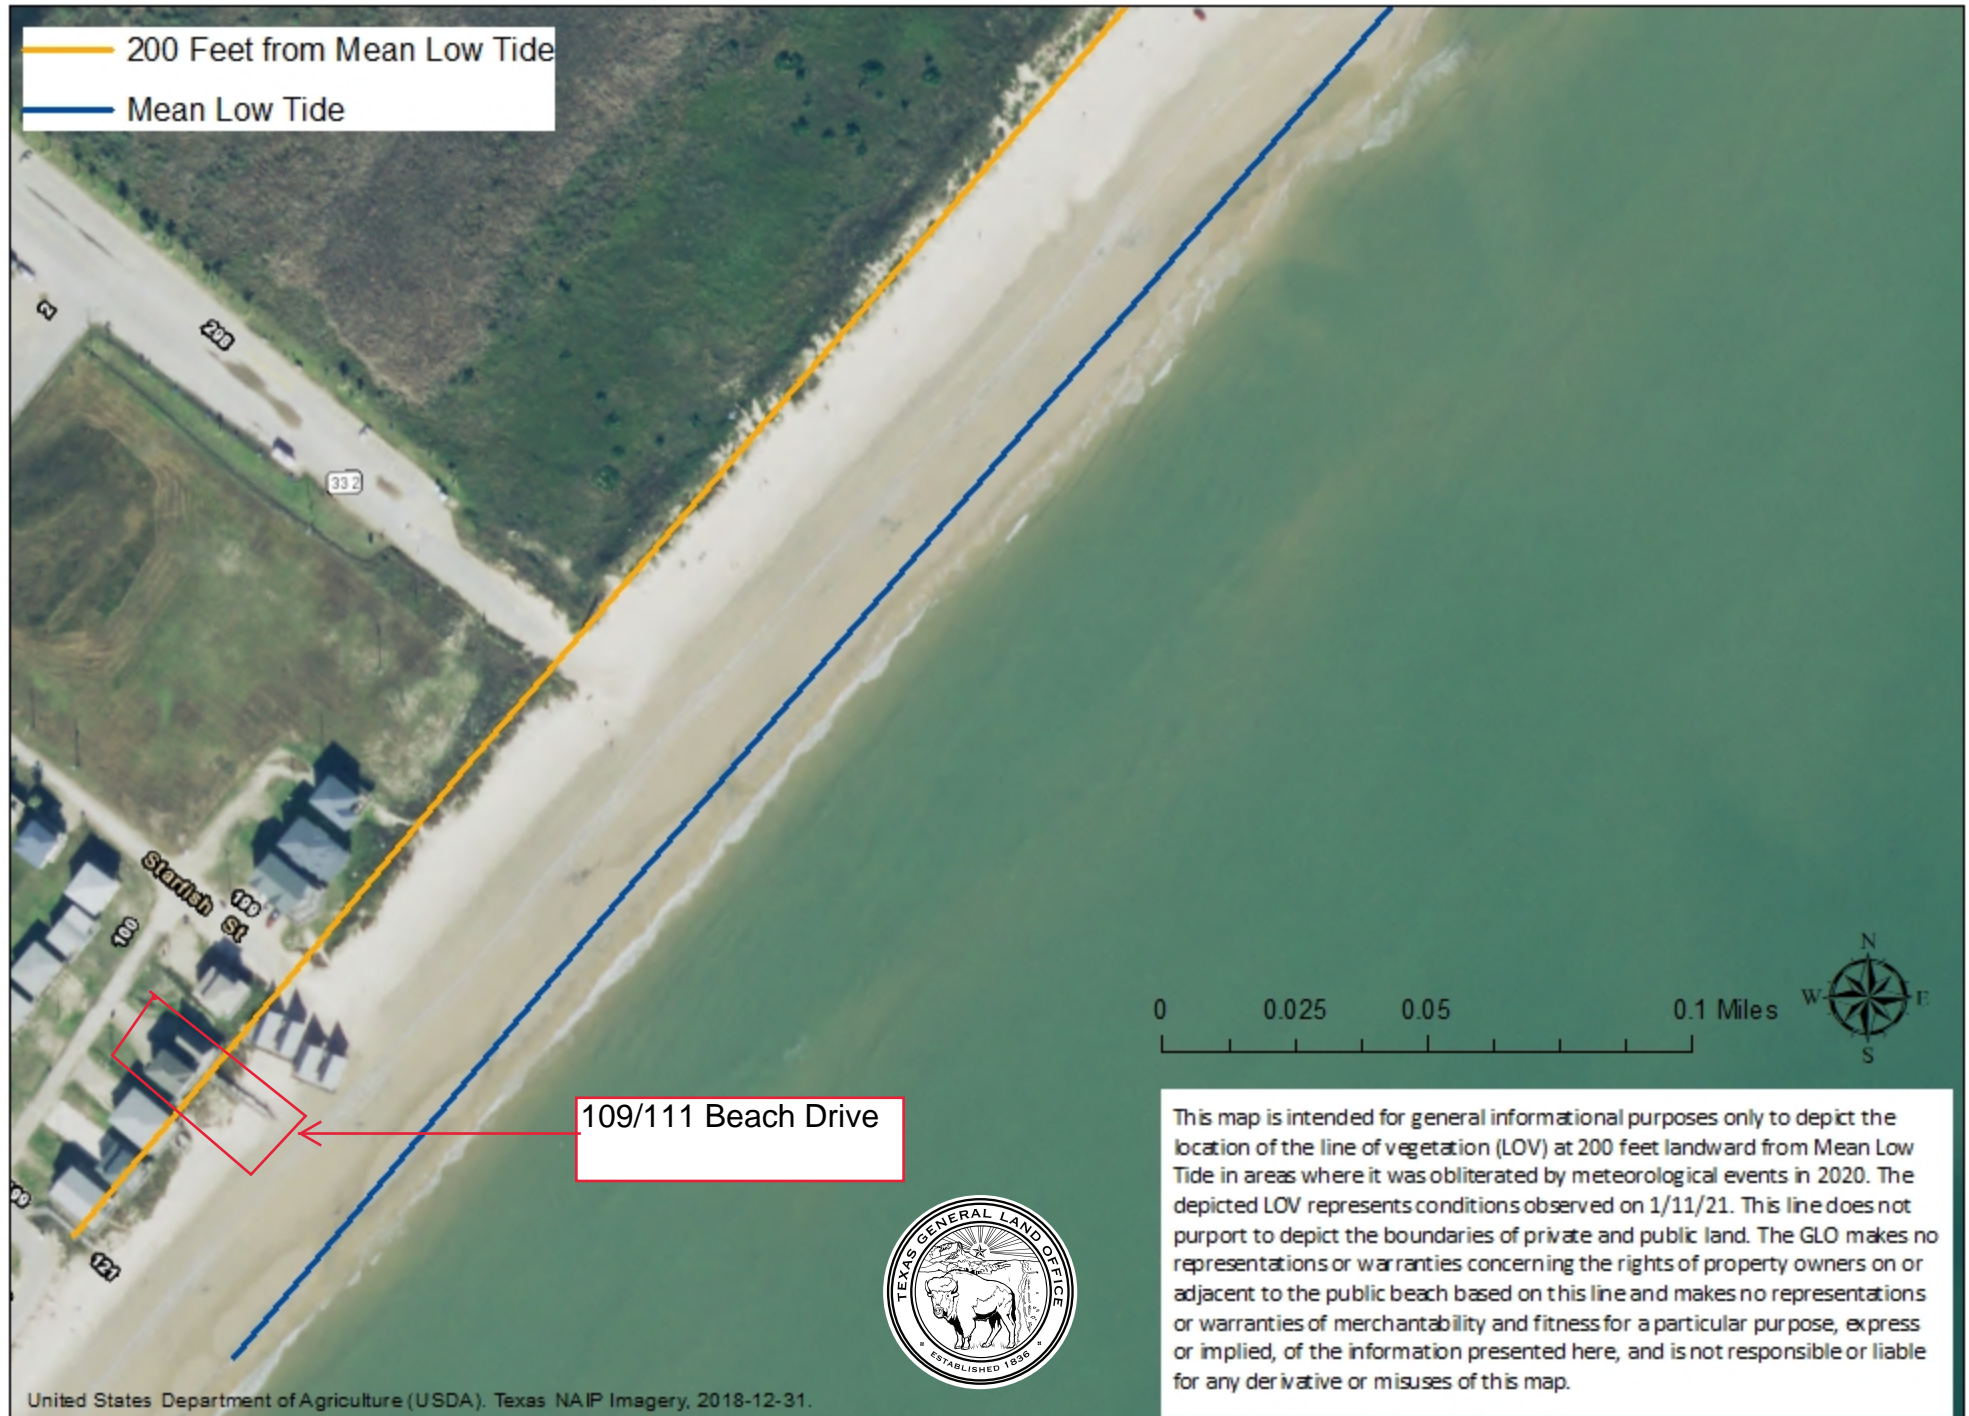 200 Feet from Mean Low Tide
Mean Low Tide
2
298
332
Starfish St
199
100
109/111 Beach Drive
99
121
0 0.025 0.05 0.1 Miles
N
W E
S
TEXAS GENERAL LAND OFFICE
ESTABLISHED 1836
This map is intended for general informational purposes only to depict the
location of the line of vegetation (LOV) at 200 feet landward from Mean Low
Tide in areas where it was obliterated by meteorological events in 2020. The
depicted LOV represents conditions observed on 1/11/21. This line does not
purport to depict the boundaries of private and public land. The GLO makes no
representations or warranties concerning the rights of property owners on or
adjacent to the public beach based on this line and makes no representations
or warranties of merchantability and fitness for a particular purpose, express
or implied, of the information presented here, and is not responsible or liable
for any derivative or misuses of this map.
United States Department of Agriculture (USDA). Texas NAIP Imagery, 2018-12-31.